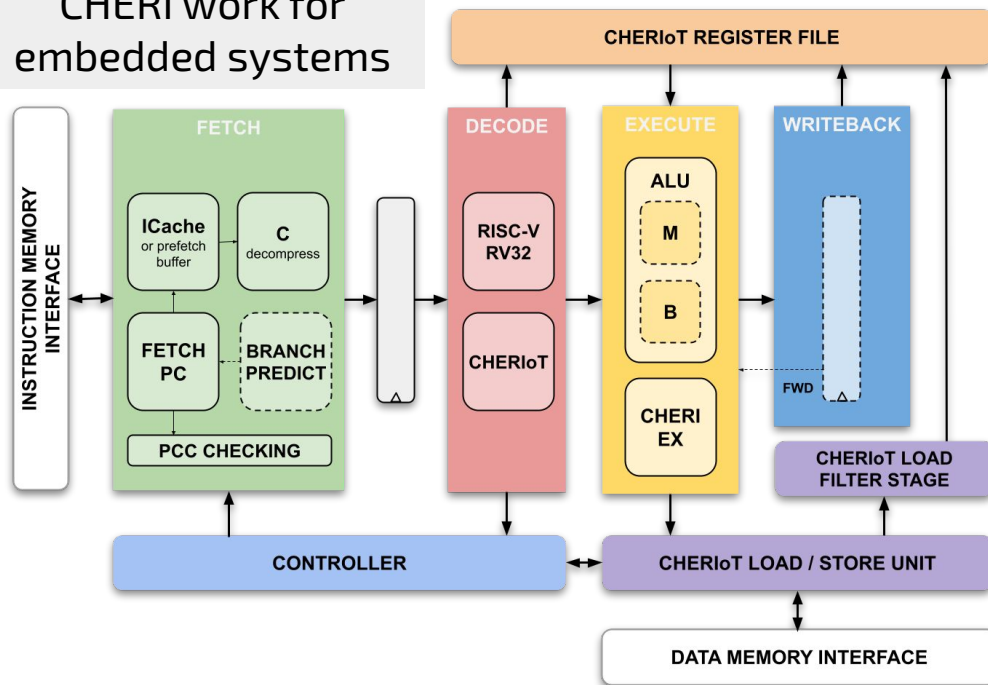 CHERI work for
embedded systems
CHERIoT REGISTER FILE
INSTRUCTION MEMORY
INTERFACE
FETCH
ICache
or prefetch
buffer
C
decompress
FETCH
PC
BRANCH
PREDICT
PCC CHECKING
DECODE
RISC-V
RV32
CHERIoT
EXECUTE
ALU
M
B
CHERI
EX
WRITEBACK
FWD
CHERIoT LOAD
FILTER STAGE
CONTROLLER
CHERIoT LOAD / STORE UNIT
DATA MEMORY INTERFACE